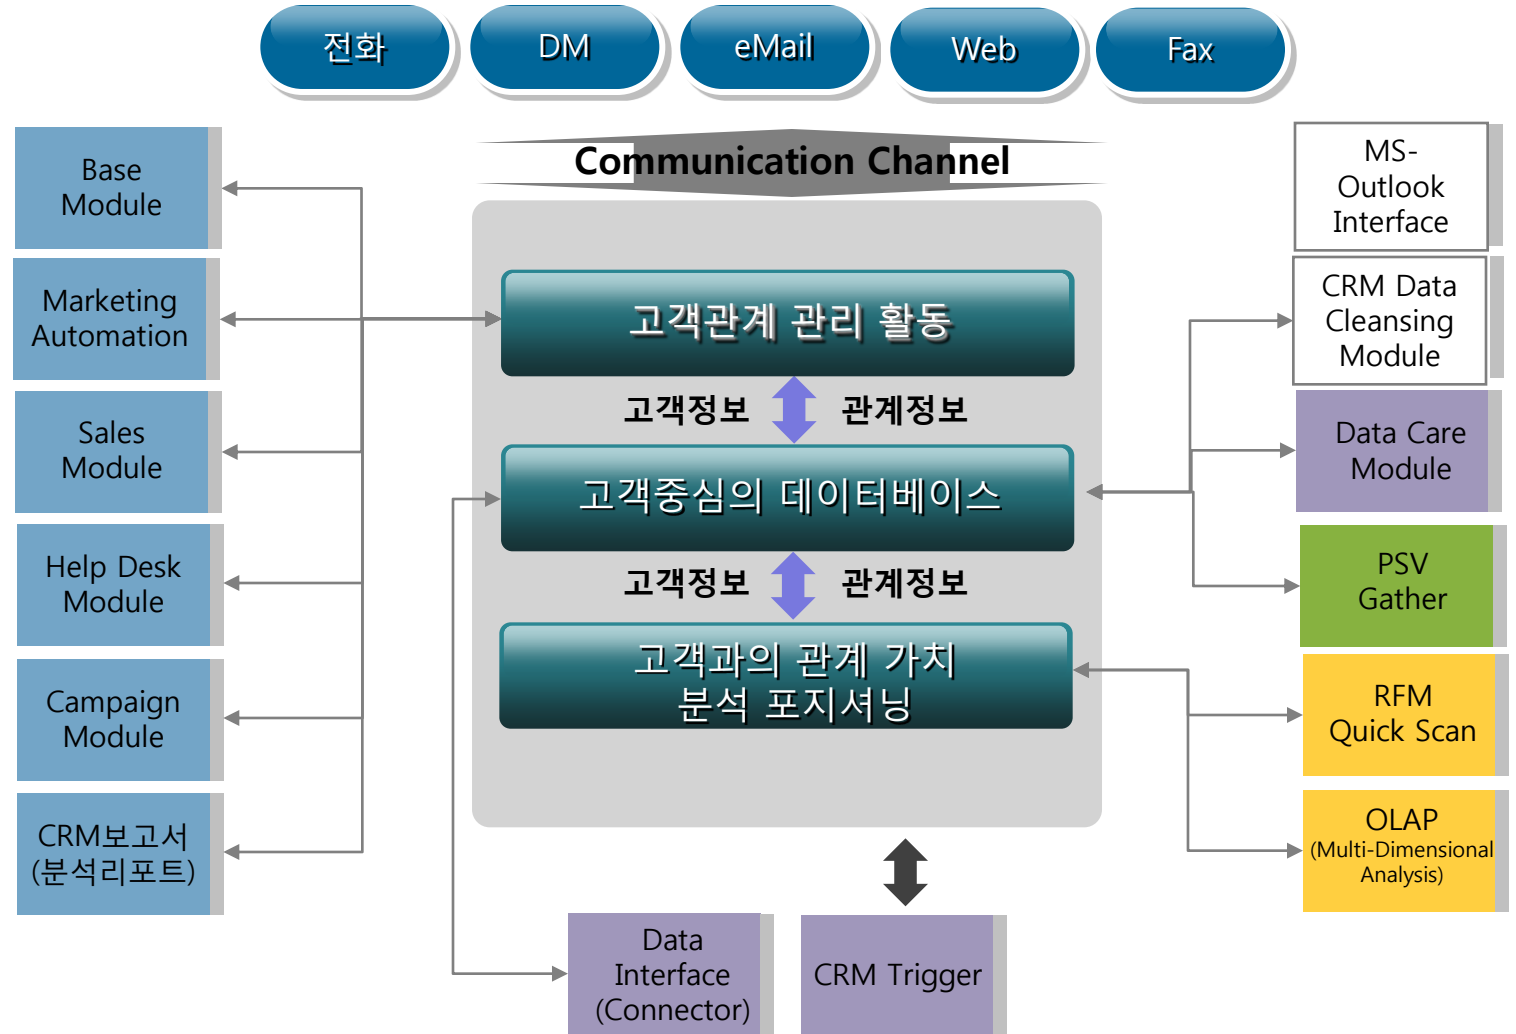 전화
DM
eMail
Web
Fax
Communication Channel
Base
Module
Marketing
Automation
Sales
Module
Help Desk
Module
Campaign
Module
CRM보고서
(분석리포트)
고객관계 관리 활동
고객정보 관계정보
고객중심의 데이터베이스
고객정보 관계정보
고객과의 관계 가치
분석 포지셔닝
MS-
Outlook
Interface
CRM Data
Cleansing
Module
Data Care
Module
PSV
Gather
RFM
Quick Scan
OLAP
(Multi-Dimensional
Analysis)
Data
Interface
(Connector)
CRM Trigger